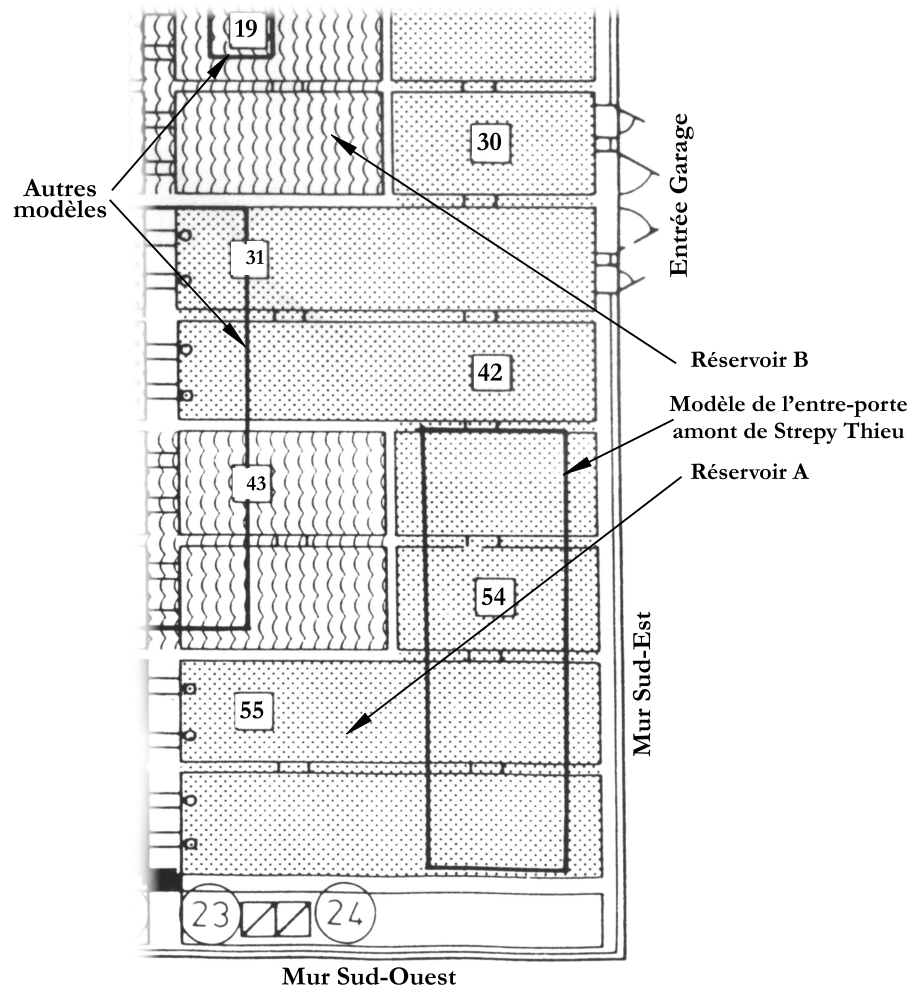 19
30
Entrée Garage
Autres
modèles
31
Réservoir B
42
Modèle de l'entre-porte
amont de Strepy Thieu
Réservoir A
43
54
Mur Sud-Est
55
23
24
Mur Sud-Ouest